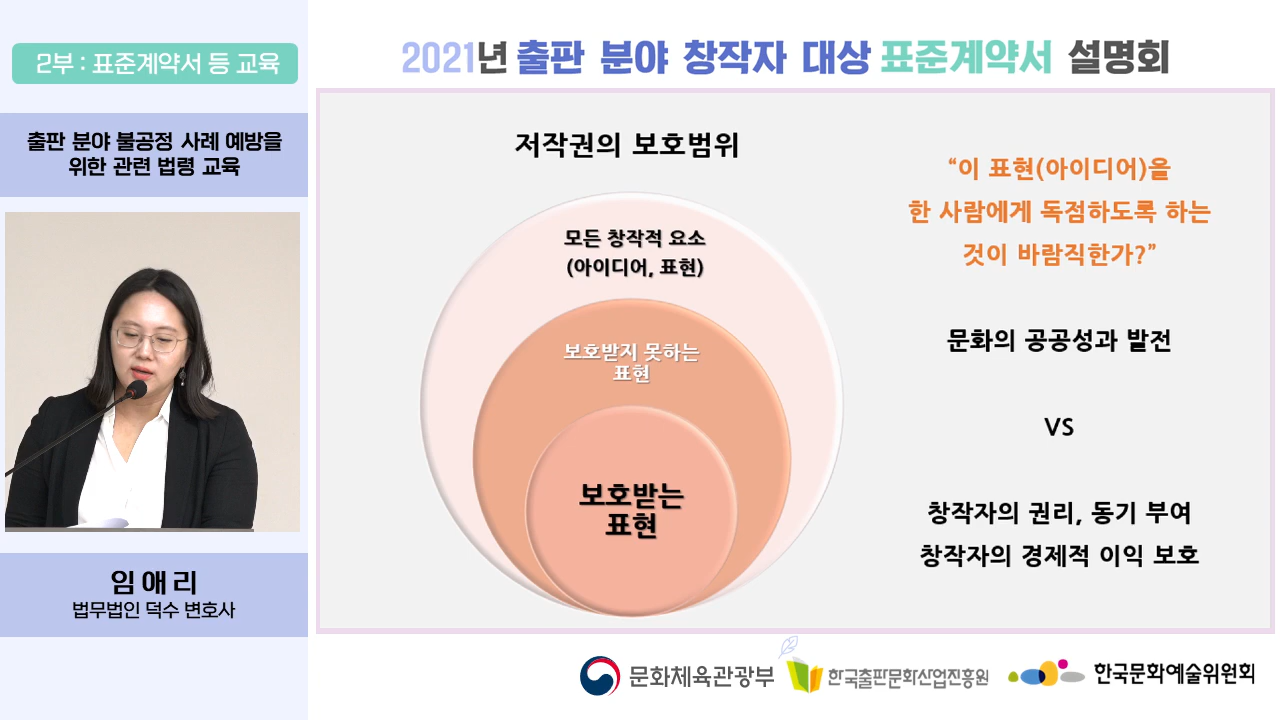 2부 : 표준계약서 등 교육
출판 분야 불공정 사례 예방을
위한 관련 법령 교육
임애리
법무법인 덕수 변호사
2021년 출판 분야 창작자 대상 표준계약서 설명회
저작권의 보호범위
모든 창작적 요소
(아이디어, 표현)
보호받지 못하는
표현
보호받는
표현
“이 표현(아이디어)을
한 사람에게 독점하도록 하는
것이 바람직한가?”
문화의 공공성과 발전
VS
창작자의 권리, 동기 부여
창작자의 경제적 이익 보호
문화체육관광부
한국출판문화산업진흥원
한국문화예술위원회